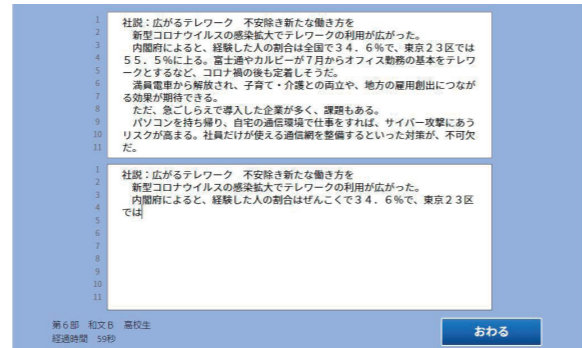 1 社説：広がるテレワーク　不安除き新たな働き方を
2 　新型コロナウイルスの感染拡大でテレワークの利用が広がった。
3 　内閣府によると、経験した人の割合は全国で３４．６％で、東京２３区では
4 ５５．５％に上る。富士通やカルビーが７月からオフィス勤務の基本をテレワ
5 ークとするなど、コロナ禍の後も定着しそうだ。
6 　満員電車から解放され、子育て・介護との両立や、地方の雇用創出につなが
7 る効果が期待できる。
8 　ただ、急ごしらえで導入した企業が多く、課題もある。
9 　パソコンを持ち帰り、自宅の通信環境で仕事をすれば、サイバー攻撃にあう
10 リスクが高まる。社員だけが使える通信網を整備するといった対策が、不可欠
11 だ。
1 社説：広がるテレワーク　不安除き新たな働き方を
2 　新型コロナウイルスの感染拡大でテレワークの利用が広がった。
3 　内閣府によると、経験した人の割合はぜんこくで３４．６％で、東京２３区
4 では
5
6
7
8
9
10
11
第６部　和文Ｂ　高校生
経過時間　59秒
おわる